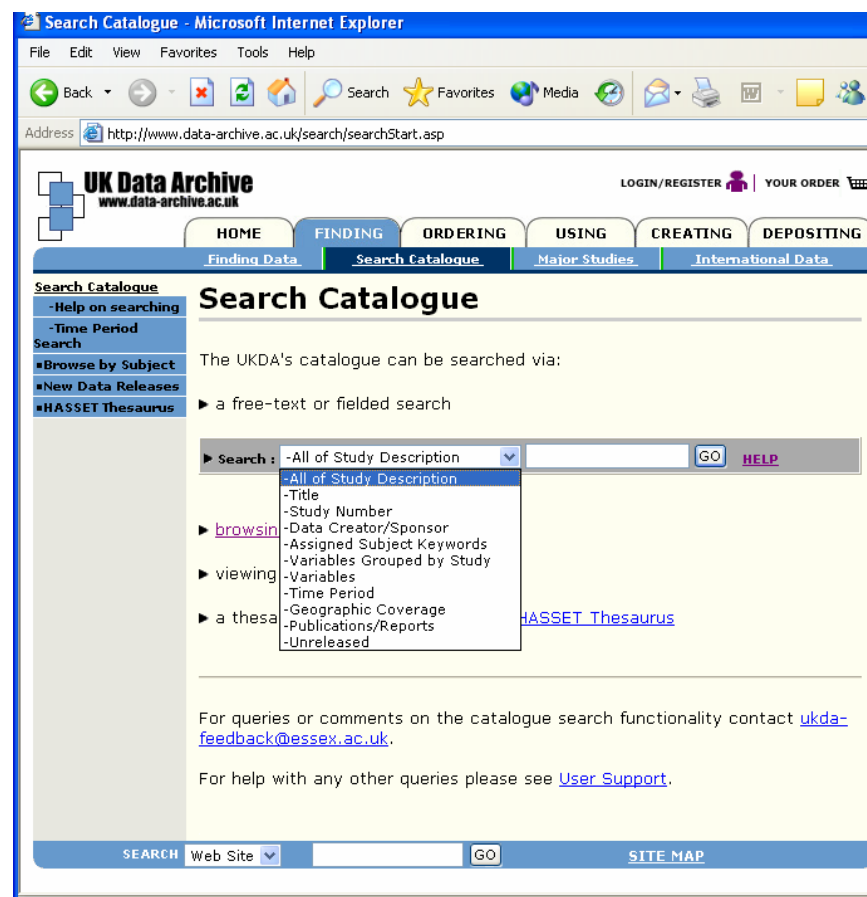 Search Catalogue - Microsoft Internet Explorer
File Edit View Favorites Tools Help
Back Search Favorites Media
Address http://www.data-archive.ac.uk/search/searchStart.asp
UK Data Archive
www.data-archive.ac.uk
LOGIN/REGISTER YOUR ORDER
HOME FINDING ORDERING USING CREATING DEPOSITING
Finding Data Search Catalogue Major Studies International Data
Search Catalogue
-Help on searching
-Time Period
Search
▪Browse by Subject
▪New Data Releases
▪HASSET Thesaurus
Search Catalogue
The UKDA's catalogue can be searched via:
▶ a free-text or fielded search
▶ Search : -All of Study Description GO HELP
-All of Study Description
-Title
-Study Number
-Data Creator/Sponsor
-Assigned Subject Keywords
-Variables Grouped by Study
-Variables
-Time Period
-Geographic Coverage
-Publications/Reports
-Unreleased
▶ browsin
▶ viewing
▶ a thesa HASSET Thesaurus
For queries or comments on the catalogue search functionality contact ukda-
feedback@essex.ac.uk.
For help with any other queries please see User Support.
SEARCH Web Site GO SITE MAP